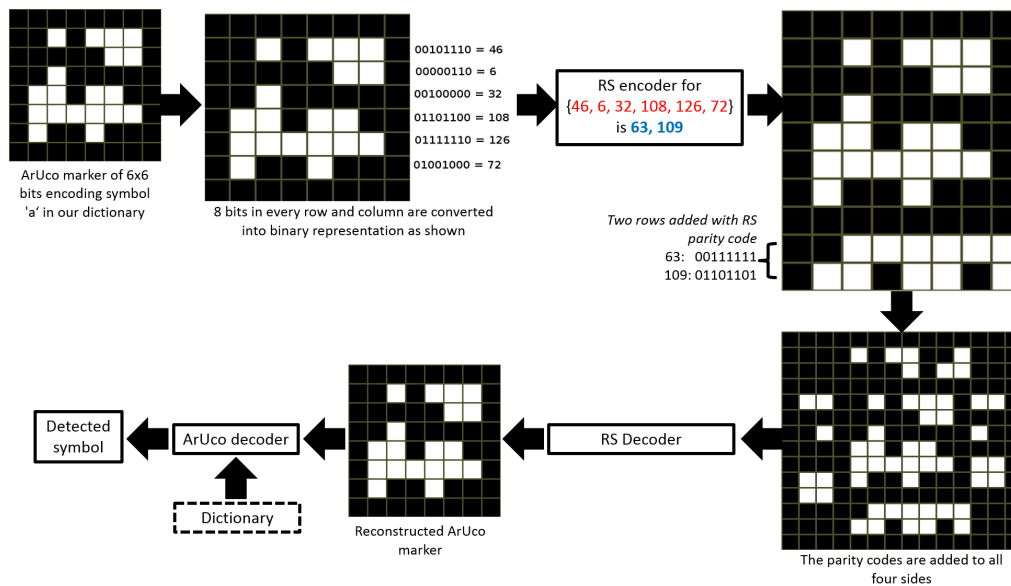 00101110 = 46
00000110 = 6
00100000 = 32
01101100 = 108
01111110 = 126
01001000 = 72
ArUco marker of 6x6
bits encoding symbol
'a‘ in our dictionary
8 bits in every row and column are converted
into binary representation as shown
RS encoder for
{46, 6, 32, 108, 126, 72}
is 63, 109
Two rows added with RS
parity code
63: 00111111
109: 01101101
The parity codes are added to all
four sides
RS Decoder
Reconstructed ArUco
marker
ArUco decoder
Dictionary
Detected
symbol